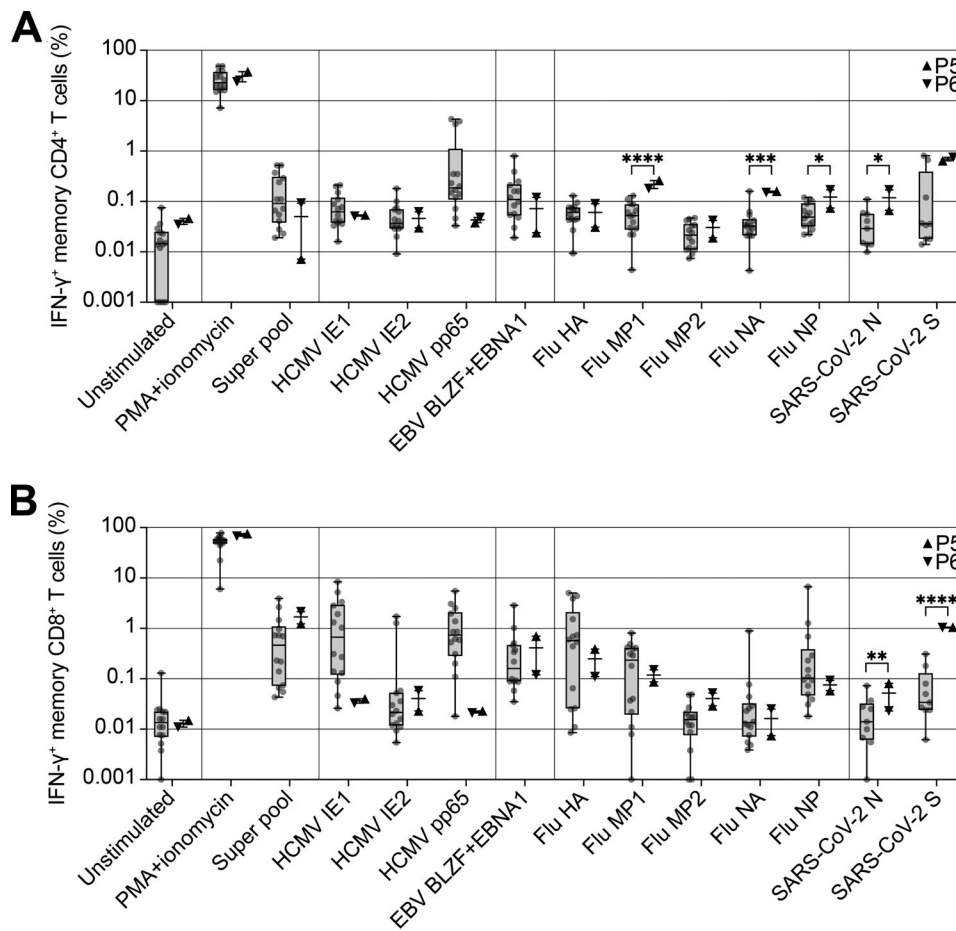 A
IFN-γ⁺ memory CD4⁺ T cells (%)
100
10
1
0.1
0.01
0.001
▲P5
▼P6
****
***
*
*
Unstimulated
PMA+ionomycin
Super pool
HCMV IE1
HCMV IE2
HCMV pp65
EBV BLZF+EBNA1
Flu HA
Flu MP1
Flu MP2
Flu NA
Flu NP
SARS-CoV-2 N
SARS-CoV-2 S
B
IFN-γ⁺ memory CD8⁺ T cells (%)
100
10
1
0.1
0.01
0.001
▲P5
▼P6
**
****
Unstimulated
PMA+ionomycin
Super pool
HCMV IE1
HCMV IE2
HCMV pp65
EBV BLZF+EBNA1
Flu HA
Flu MP1
Flu MP2
Flu NA
Flu NP
SARS-CoV-2 N
SARS-CoV-2 S